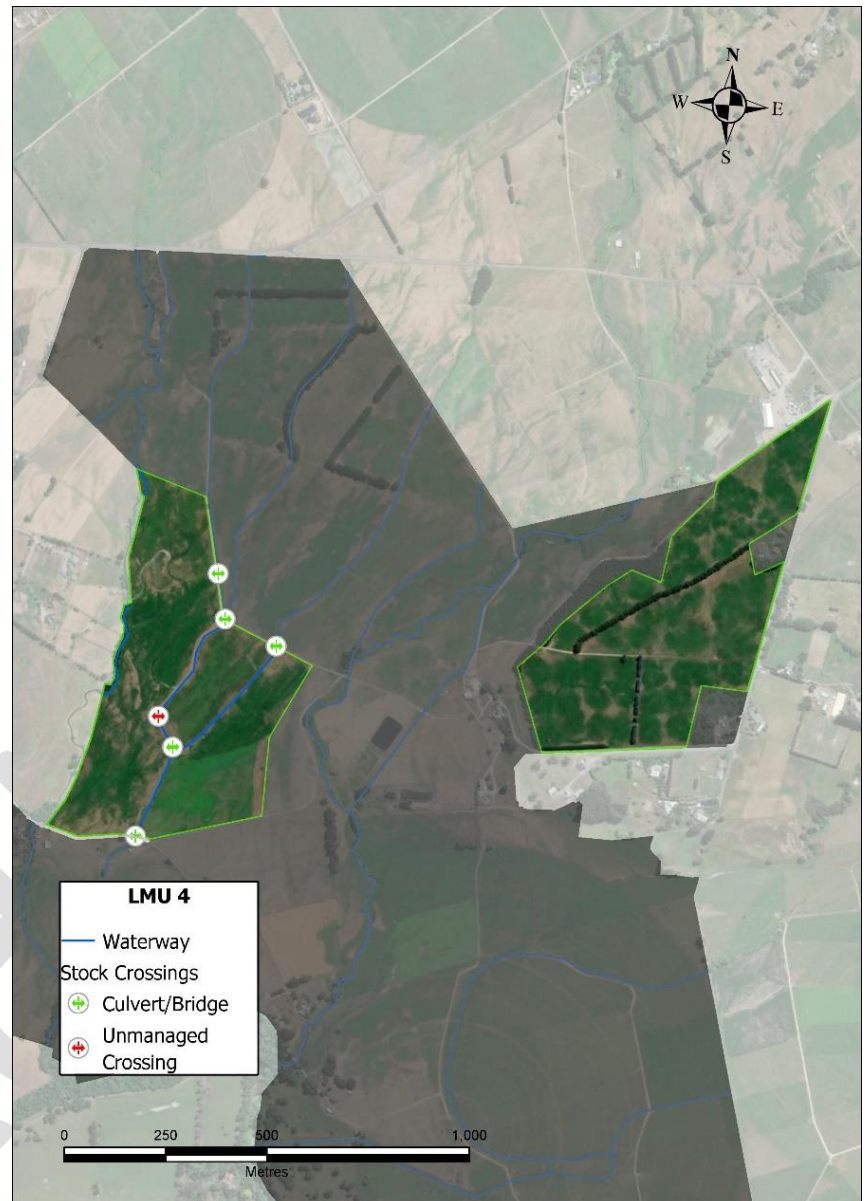 N
W E
S
LMU 4
Waterway
Stock Crossings
Culvert/Bridge
Unmanaged
Crossing
0 250 500 1,000
Metres